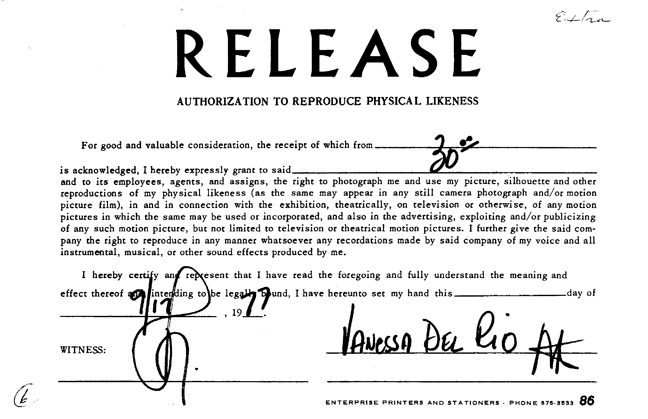 Extra
RELEASE
AUTHORIZATION TO REPRODUCE PHYSICAL LIKENESS
For good and valuable consideration, the receipt of which from 30⁰⁰
is acknowledged, I hereby expressly grant to said
and to its employees, agents, and assigns, the right to photograph me and use my picture, silhouette and other
reproductions of my physical likeness (as the same may appear in any still camera photograph and/or motion
picture film), in and in connection with the exhibition, theatrically, on television or otherwise, of any motion
pictures in which the same may be used or incorporated, and also in the advertising, exploiting and/or publicizing
of any such motion picture, but not limited to television or theatrical motion pictures. I further give the said com-
pany the right to reproduce in any manner whatsoever any recordations made by said company of my voice and all
instrumental, musical, or other sound effects produced by me.
I hereby certify and represent that I have read the foregoing and fully understand the meaning and
effect thereof and intending to be legally bound, I have hereunto set my hand this day of
9/17, 1977.
VANESSA DEL RIO
WITNESS:
ENTERPRISE PRINTERS AND STATIONERS - PHONE 876-3533 86